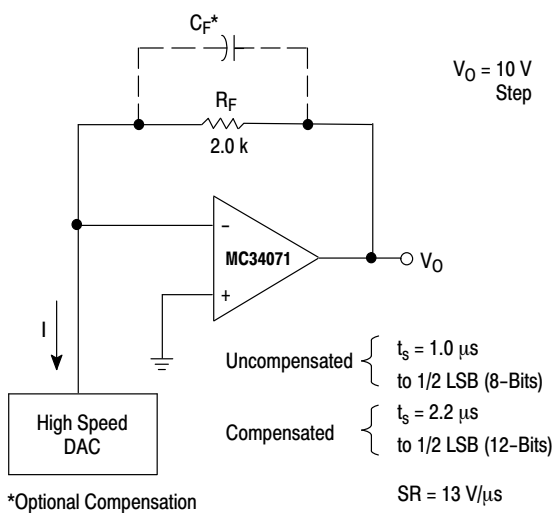 C_F*
V_O = 10 V
Step
R_F
2.0 k
–
MC34071
+
V_O
I
Uncompensated { t_s = 1.0 μs
to 1/2 LSB (8–Bits)
High Speed
DAC
Compensated { t_s = 2.2 μs
to 1/2 LSB (12–Bits)
*Optional Compensation
SR = 13 V/μs